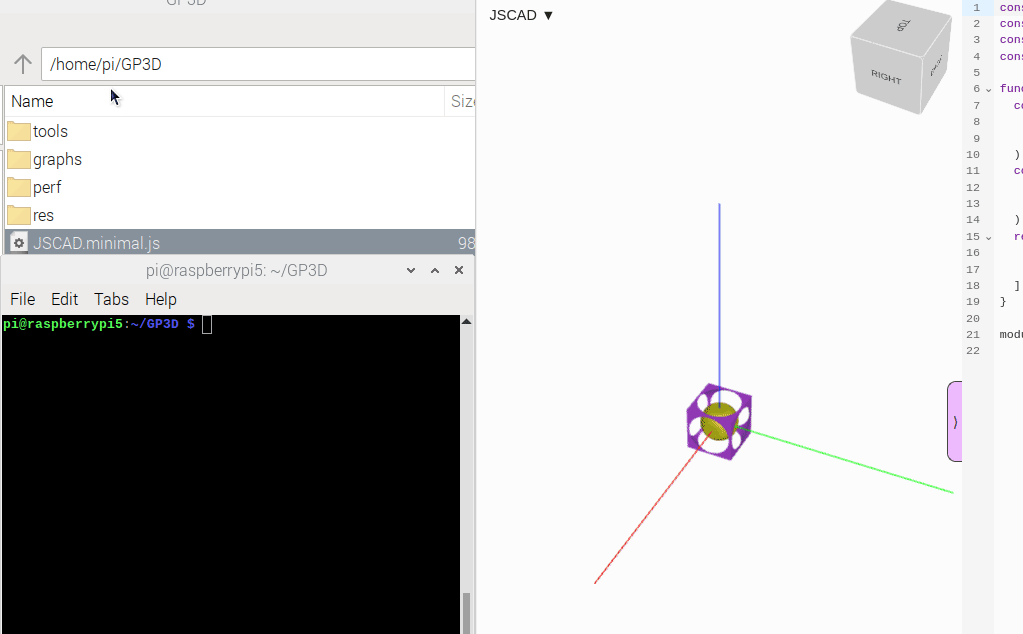 GP3D
/home/pi/GP3D
Name Size
tools
graphs
perf
res
JSCAD.minimal.js 98
pi@raspberrypi5: ~/GP3D
File Edit Tabs Help
pi@raspberrypi5:~/GP3D $
JSCAD ▼
TOP
RIGHT
1 cons
2 cons
3 cons
4 cons
5
6 func
7 co
8
9
10 )
11 co
12
13
14 )
15 re
16
17
18 ]
19 }
20
21 modu
22